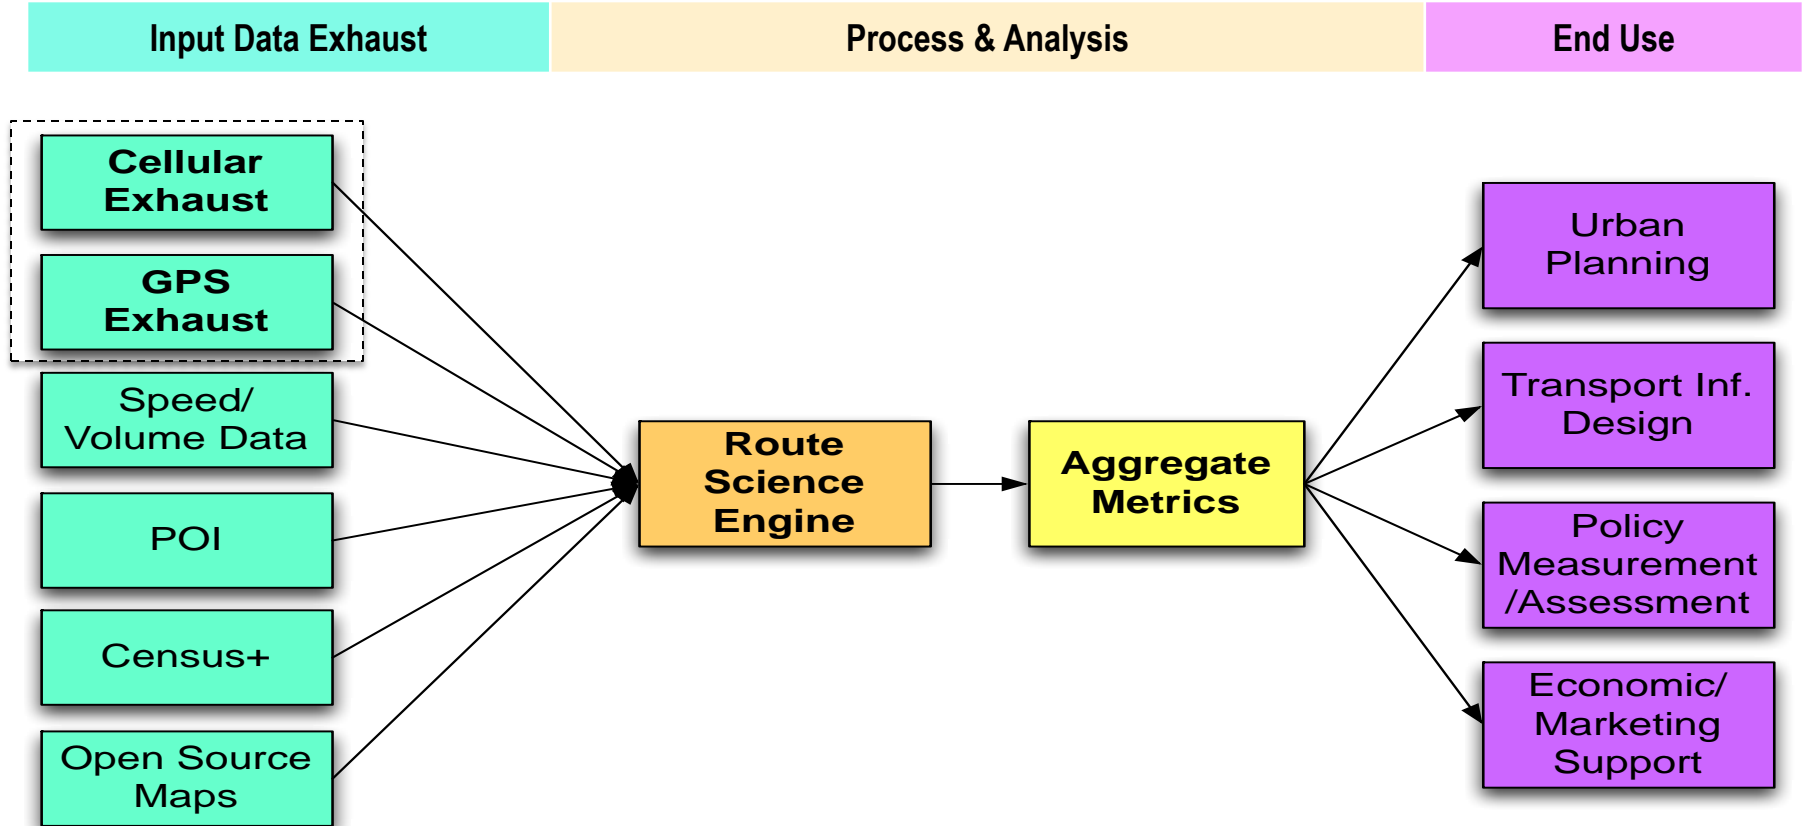 Input Data Exhaust
Process & Analysis
End Use
Cellular
Exhaust
GPS
Exhaust
Speed/
Volume Data
POI
Census+
Open Source
Maps
Route
Science
Engine
Aggregate
Metrics
Urban
Planning
Transport Inf.
Design
Policy
Measurement
/Assessment
Economic/
Marketing
Support